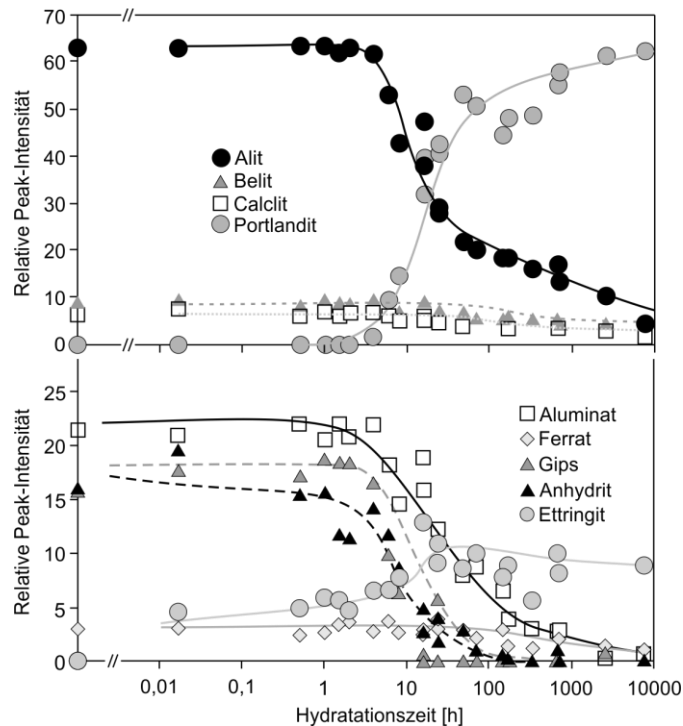 70
60
50
40
30
20
10
0
Relative Peak-Intensität
Alit
Belit
Calclit
Portlandit
//
//
25
20
15
10
5
0
Relative Peak-Intensität
Aluminat
Ferrat
Gips
Anhydrit
Ettringit
//
0,01 0,1 1 10 100 1000 10000
Hydratationszeit [h]